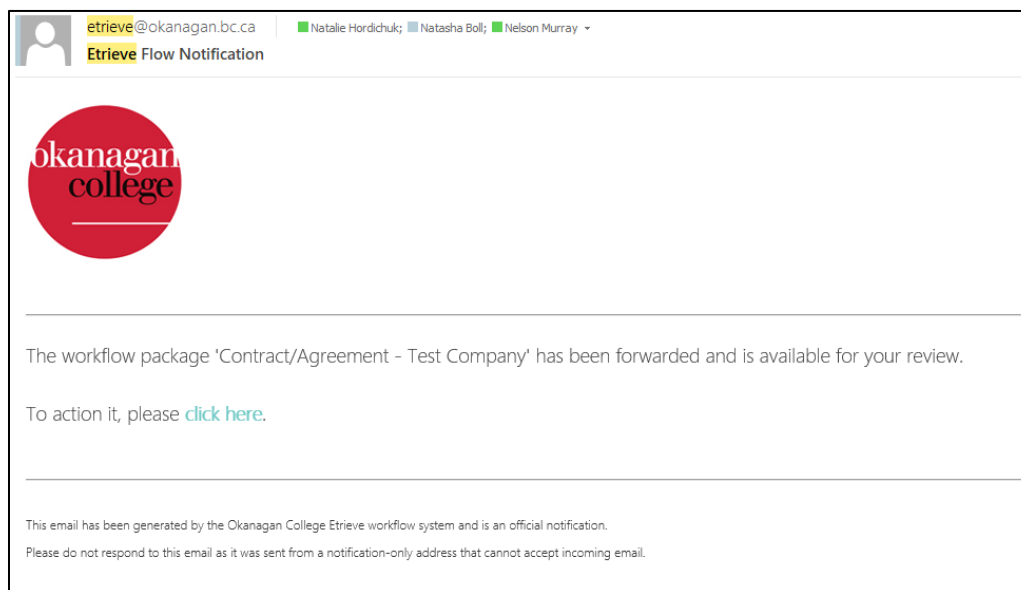 etrieve@okanagan.bc.ca Natalie Hordichuk; Natasha Boll; Nelson Murray
Etrieve Flow Notification
okanagan
college
The workflow package 'Contract/Agreement - Test Company' has been forwarded and is available for your review.
To action it, please click here.
This email has been generated by the Okanagan College Etrieve workflow system and is an official notification.
Please do not respond to this email as it was sent from a notification-only address that cannot accept incoming email.